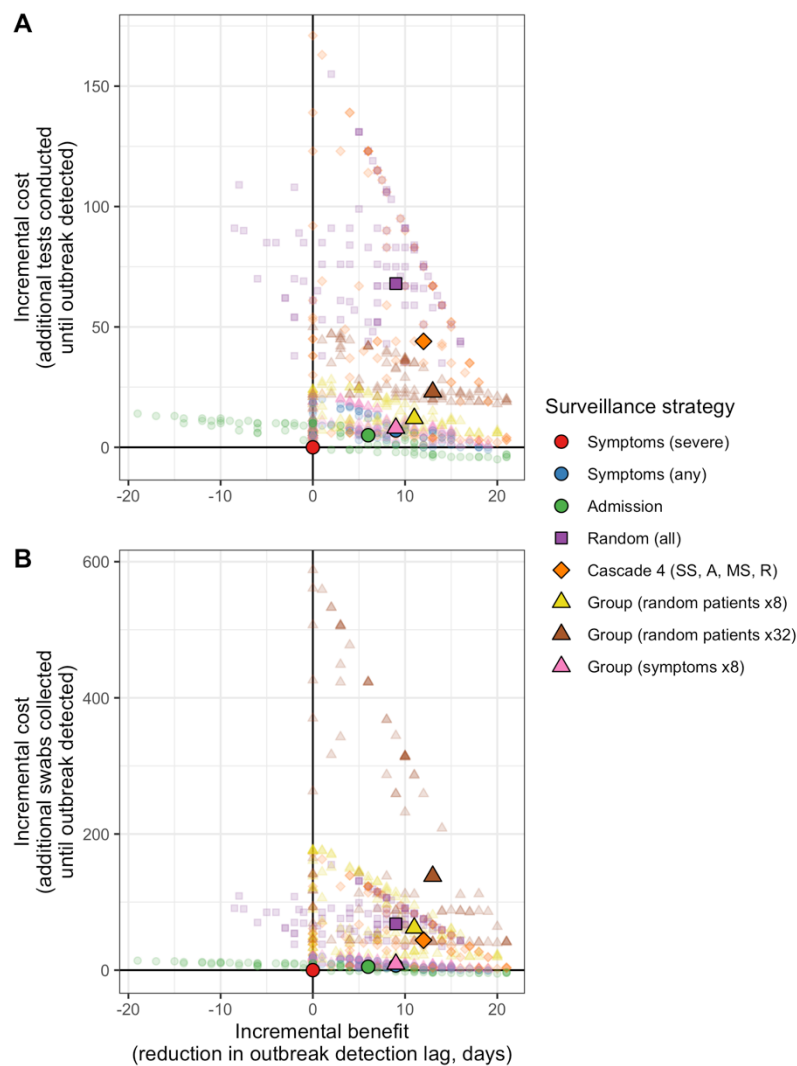 A
Incremental cost
(additional tests conducted
until outbreak detected)
150
100
50
0
-20
-10
0
10
20
Surveillance strategy
Symptoms (severe)
Symptoms (any)
Admission
Random (all)
Cascade 4 (SS, A, MS, R)
Group (random patients x8)
Group (random patients x32)
Group (symptoms x8)
B
Incremental cost
(additional swabs collected
until outbreak detected)
600
400
200
0
-20
-10
0
10
20
Incremental benefit
(reduction in outbreak detection lag, days)